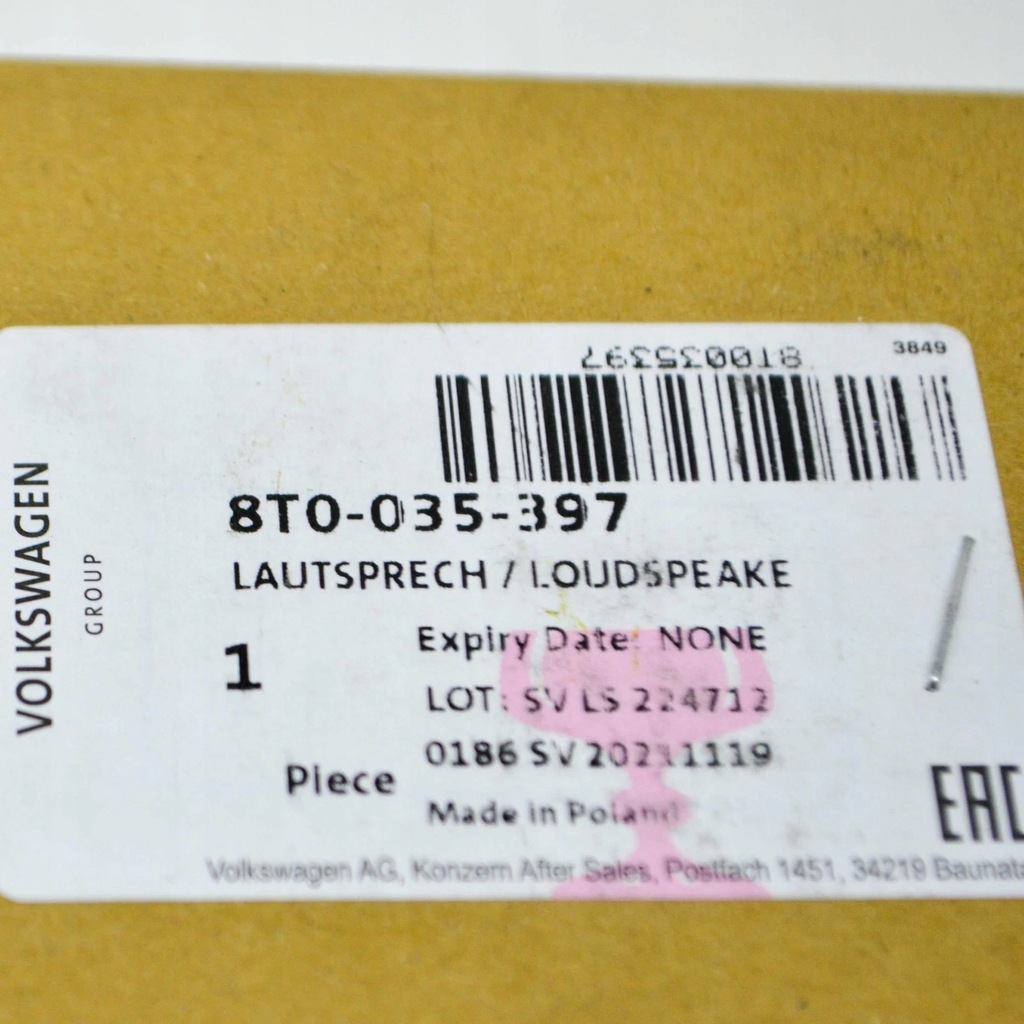 8T0035397
3849
VOLKSWAGEN
GROUP
8T0-035-397
LAUTSPRECH / LOUDSPEAKE
1
Piece
Expiry Date: NONE
LOT: SV LS 224712
0186 SV 20211119
Made in Poland
EAC
Volkswagen AG, Konzern After Sales, Postfach 1451, 34219 Baunata